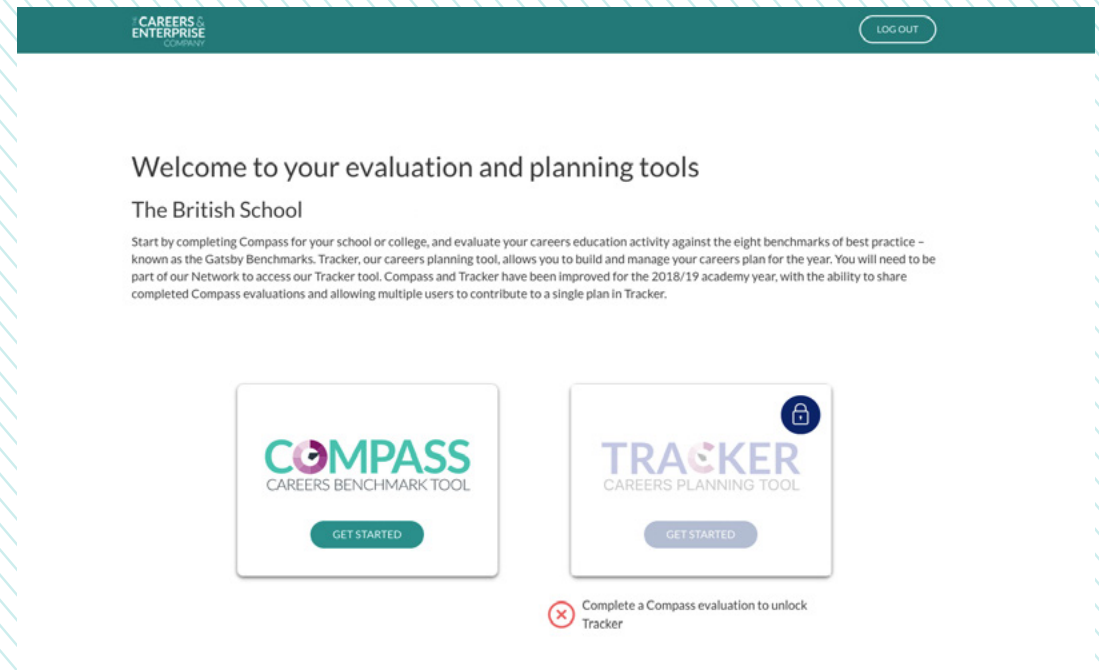 THE CAREERS &
ENTERPRISE
COMPANY
LOG OUT
Welcome to your evaluation and planning tools
The British School
Start by completing Compass for your school or college, and evaluate your careers education activity against the eight benchmarks of best practice –
known as the Gatsby Benchmarks. Tracker, our careers planning tool, allows you to build and manage your careers plan for the year. You will need to be
part of our Network to access our Tracker tool. Compass and Tracker have been improved for the 2018/19 academy year, with the ability to share
completed Compass evaluations and allowing multiple users to contribute to a single plan in Tracker.
COMPASS
CAREERS BENCHMARK TOOL
GET STARTED
TRACKER
CAREERS PLANNING TOOL
GET STARTED
Complete a Compass evaluation to unlock
Tracker